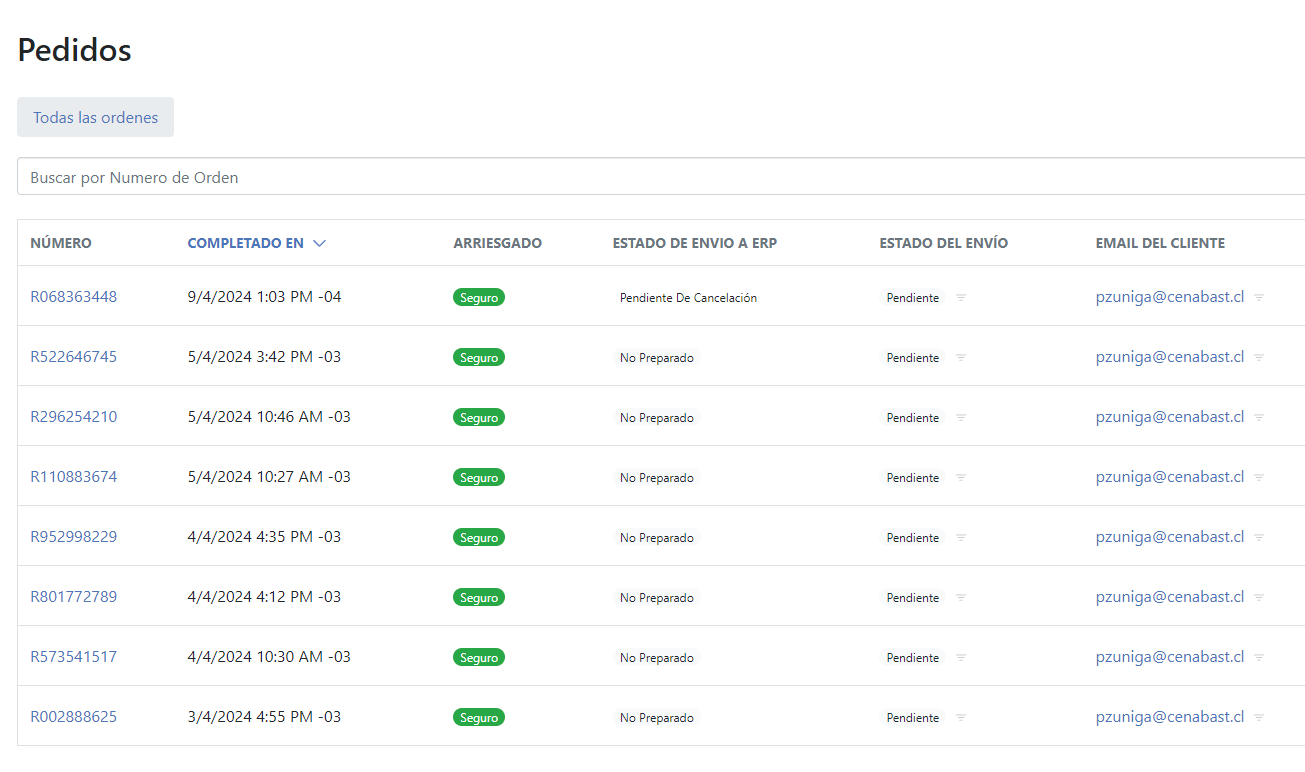 Pedidos
Todas las ordenes
Buscar por Numero de Orden
NÚMERO COMPLETADO EN ARRIESGADO ESTADO DE ENVIO A ERP ESTADO DEL ENVÍO EMAIL DEL CLIENTE
R068363448 9/4/2024 1:03 PM -04 Seguro Pendiente De Cancelación Pendiente pzuniga@cenabast.cl
R522646745 5/4/2024 3:42 PM -03 Seguro No Preparado Pendiente pzuniga@cenabast.cl
R296254210 5/4/2024 10:46 AM -03 Seguro No Preparado Pendiente pzuniga@cenabast.cl
R110883674 5/4/2024 10:27 AM -03 Seguro No Preparado Pendiente pzuniga@cenabast.cl
R952998229 4/4/2024 4:35 PM -03 Seguro No Preparado Pendiente pzuniga@cenabast.cl
R801772789 4/4/2024 4:12 PM -03 Seguro No Preparado Pendiente pzuniga@cenabast.cl
R573541517 4/4/2024 10:30 AM -03 Seguro No Preparado Pendiente pzuniga@cenabast.cl
R002888625 3/4/2024 4:55 PM -03 Seguro No Preparado Pendiente pzuniga@cenabast.cl